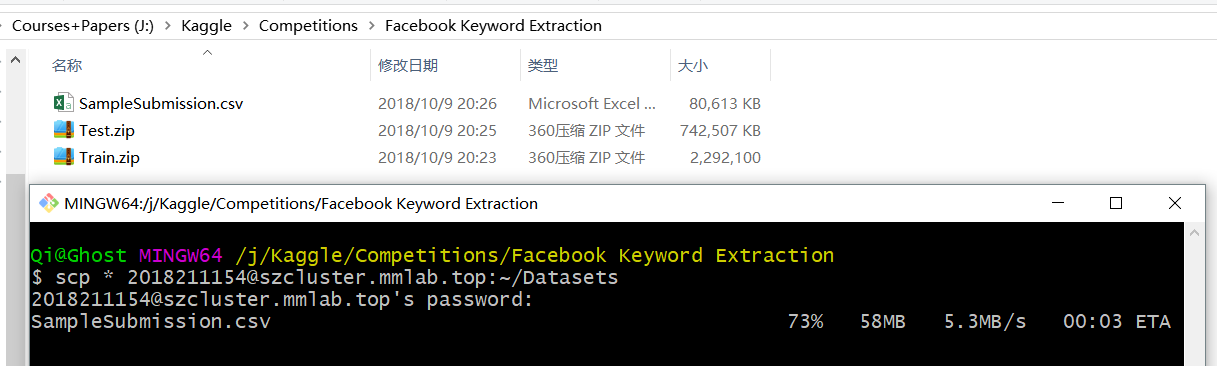 Courses+Papers (J:) > Kaggle > Competitions > Facebook Keyword Extraction
名称 修改日期 类型 大小
SampleSubmission.csv 2018/10/9 20:26 Microsoft Excel ... 80,613 KB
Test.zip 2018/10/9 20:25 360压缩 ZIP 文件 742,507 KB
Train.zip 2018/10/9 20:23 360压缩 ZIP 文件 2,292,100
MINGW64:/j/Kaggle/Competitions/Facebook Keyword Extraction
Qi@Ghost MINGW64 /j/Kaggle/Competitions/Facebook Keyword Extraction
$ scp * 2018211154@szcluster.mmlab.top:~/Datasets
2018211154@szcluster.mmlab.top's password:
SampleSubmission.csv 73% 58MB 5.3MB/s 00:03 ETA